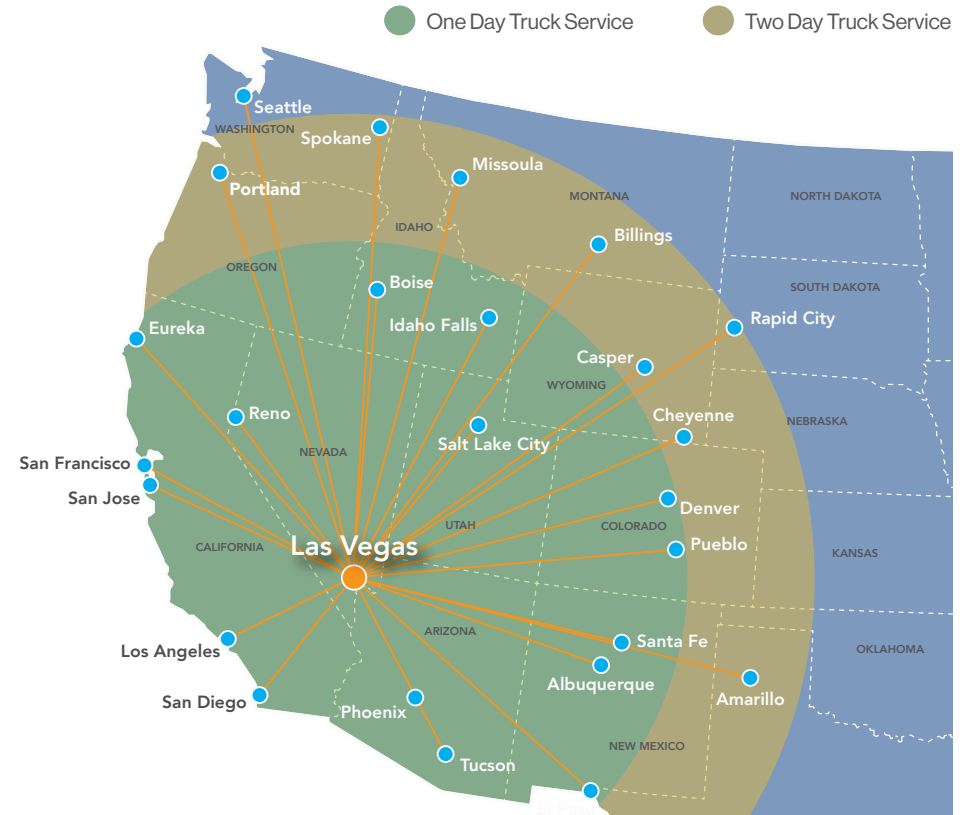 One Day Truck Service
Two Day Truck Service
Seattle
WASHINGTON
Spokane
Missoula
Portland
MONTANA
NORTH DAKOTA
IDAHO
Billings
OREGON
Boise
SOUTH DAKOTA
Rapid City
Eureka
Idaho Falls
Casper
WYOMING
Reno
Cheyenne
NEBRASKA
Salt Lake City
NEVADA
San Francisco
San Jose
Denver
UTAH
COLORADO
Las Vegas
CALIFORNIA
Pueblo
KANSAS
ARIZONA
Santa Fe
Los Angeles
OKLAHOMA
Albuquerque
San Diego
Amarillo
Phoenix
NEW MEXICO
Tucson
El Paso